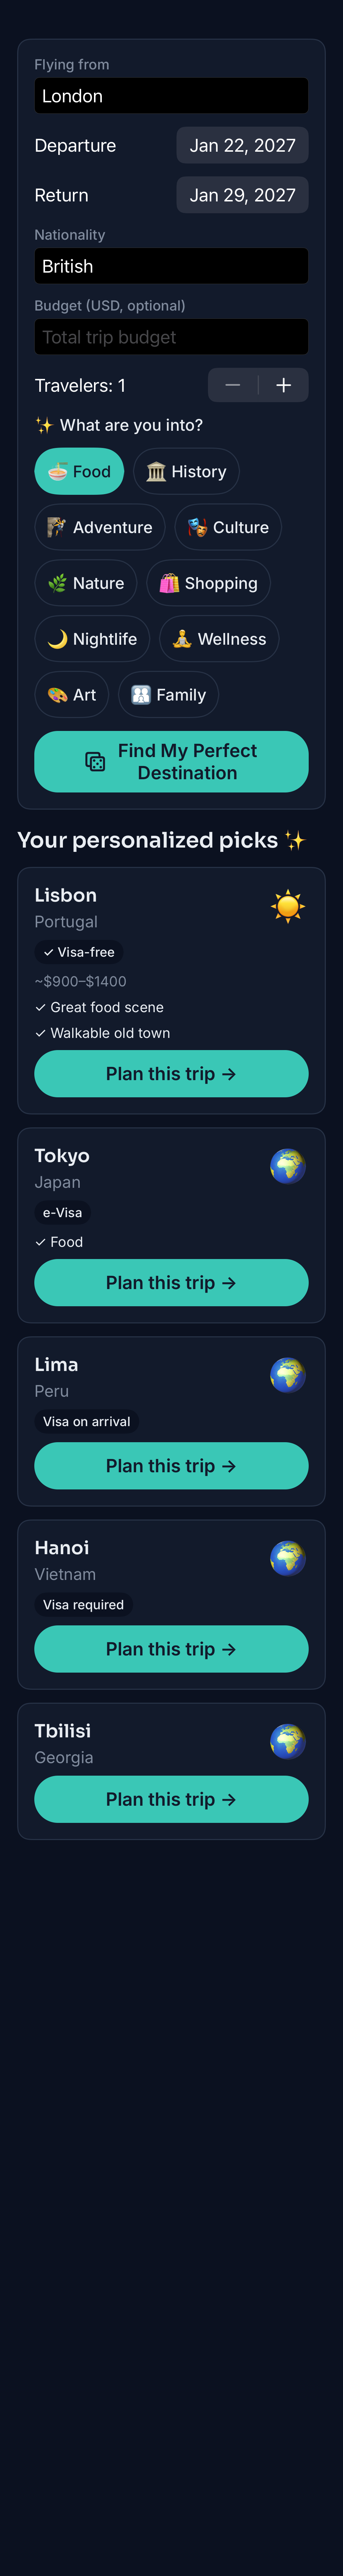 Flying from
London
Departure
Jan 22, 2027
Return
Jan 29, 2027
Nationality
British
Budget (USD, optional)
Total trip budget
Travelers: 1
✨ What are you into?
🍜 Food
🏛️ History
🧗 Adventure
🎭 Culture
🌿 Nature
🛍️ Shopping
🌙 Nightlife
🧘 Wellness
🎨 Art
👪 Family
Find My Perfect
Destination
Your personalized picks ✨
Lisbon
Portugal
✓ Visa-free
~$900–$1400
✓ Great food scene
✓ Walkable old town
Plan this trip →
Tokyo
Japan
e-Visa
✓ Food
Plan this trip →
Lima
Peru
Visa on arrival
Plan this trip →
Hanoi
Vietnam
Visa required
Plan this trip →
Tbilisi
Georgia
Plan this trip →